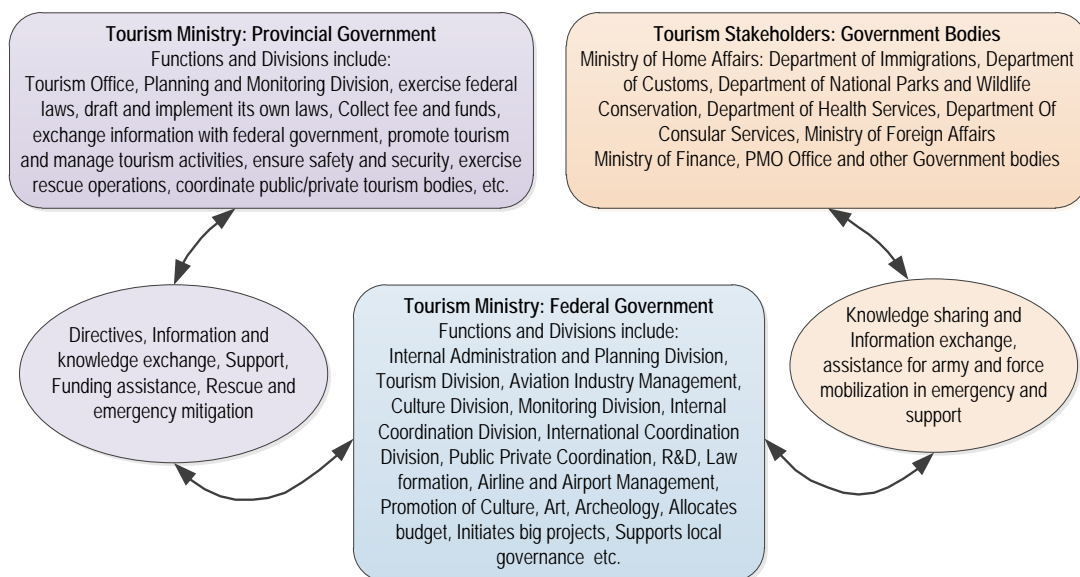 Tourism Ministry: Provincial Government
Functions and Divisions include:
Tourism Office, Planning and Monitoring Division, exercise federal
laws, draft and implement its own laws, Collect fee and funds,
exchange information with federal government, promote tourism
and manage tourism activities, ensure safety and security, exercise
rescue operations, coordinate public/private tourism bodies, etc.
Tourism Stakeholders: Government Bodies
Ministry of Home Affairs: Department of Immigrations, Department
of Customs, Department of National Parks and Wildlife
Conservation, Department of Health Services, Department Of
Consular Services, Ministry of Foreign Affairs
Ministry of Finance, PMO Office and other Government bodies
Directives, Information and
knowledge exchange, Support,
Funding assistance, Rescue and
emergency mitigation
Tourism Ministry: Federal Government
Functions and Divisions include:
Internal Administration and Planning Division,
Tourism Division, Aviation Industry Management,
Culture Division, Monitoring Division, Internal
Coordination Division, International Coordination
Division, Public Private Coordination, R&D, Law
formation, Airline and Airport Management,
Promotion of Culture, Art, Archeology, Allocates
budget, Initiates big projects, Supports local
governance etc.
Knowledge sharing and
Information exchange,
assistance for army and force
mobilization in emergency and
support